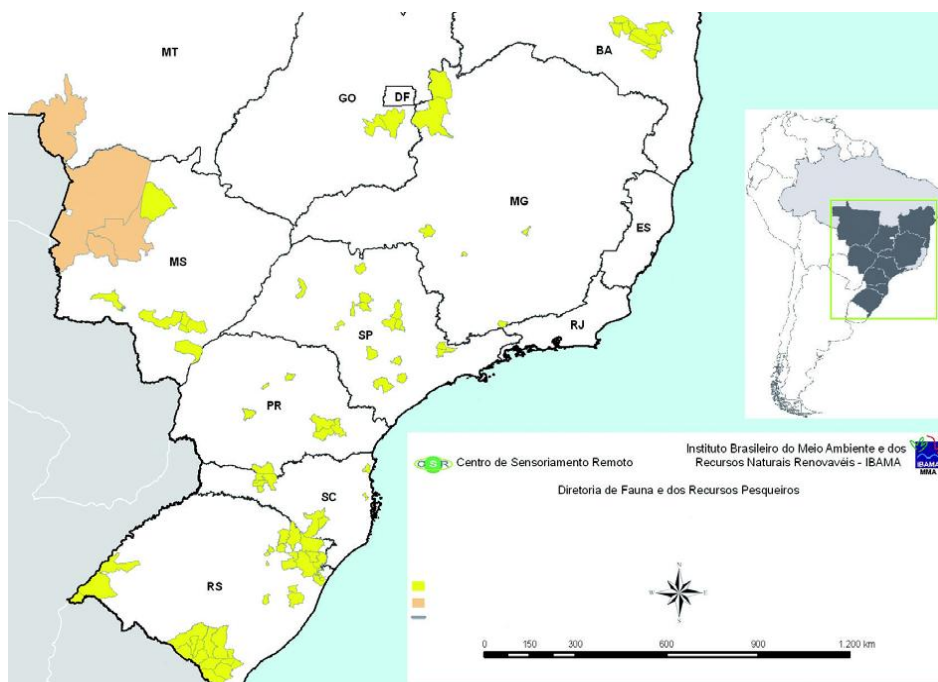 MT
BA
GO
DF
MG
ES
MS
SP
RJ
PR
SC
RS
CSR Centro de Sensoriamento Remoto
Instituto Brasileiro do Meio Ambiente e dos
Recursos Naturais Renovavéis - IBAMA
IBAMA
MMA
Diretoria de Fauna e dos Recursos Pesqueiros
N
W
E
S
0 150 300 600 900 1.200 km